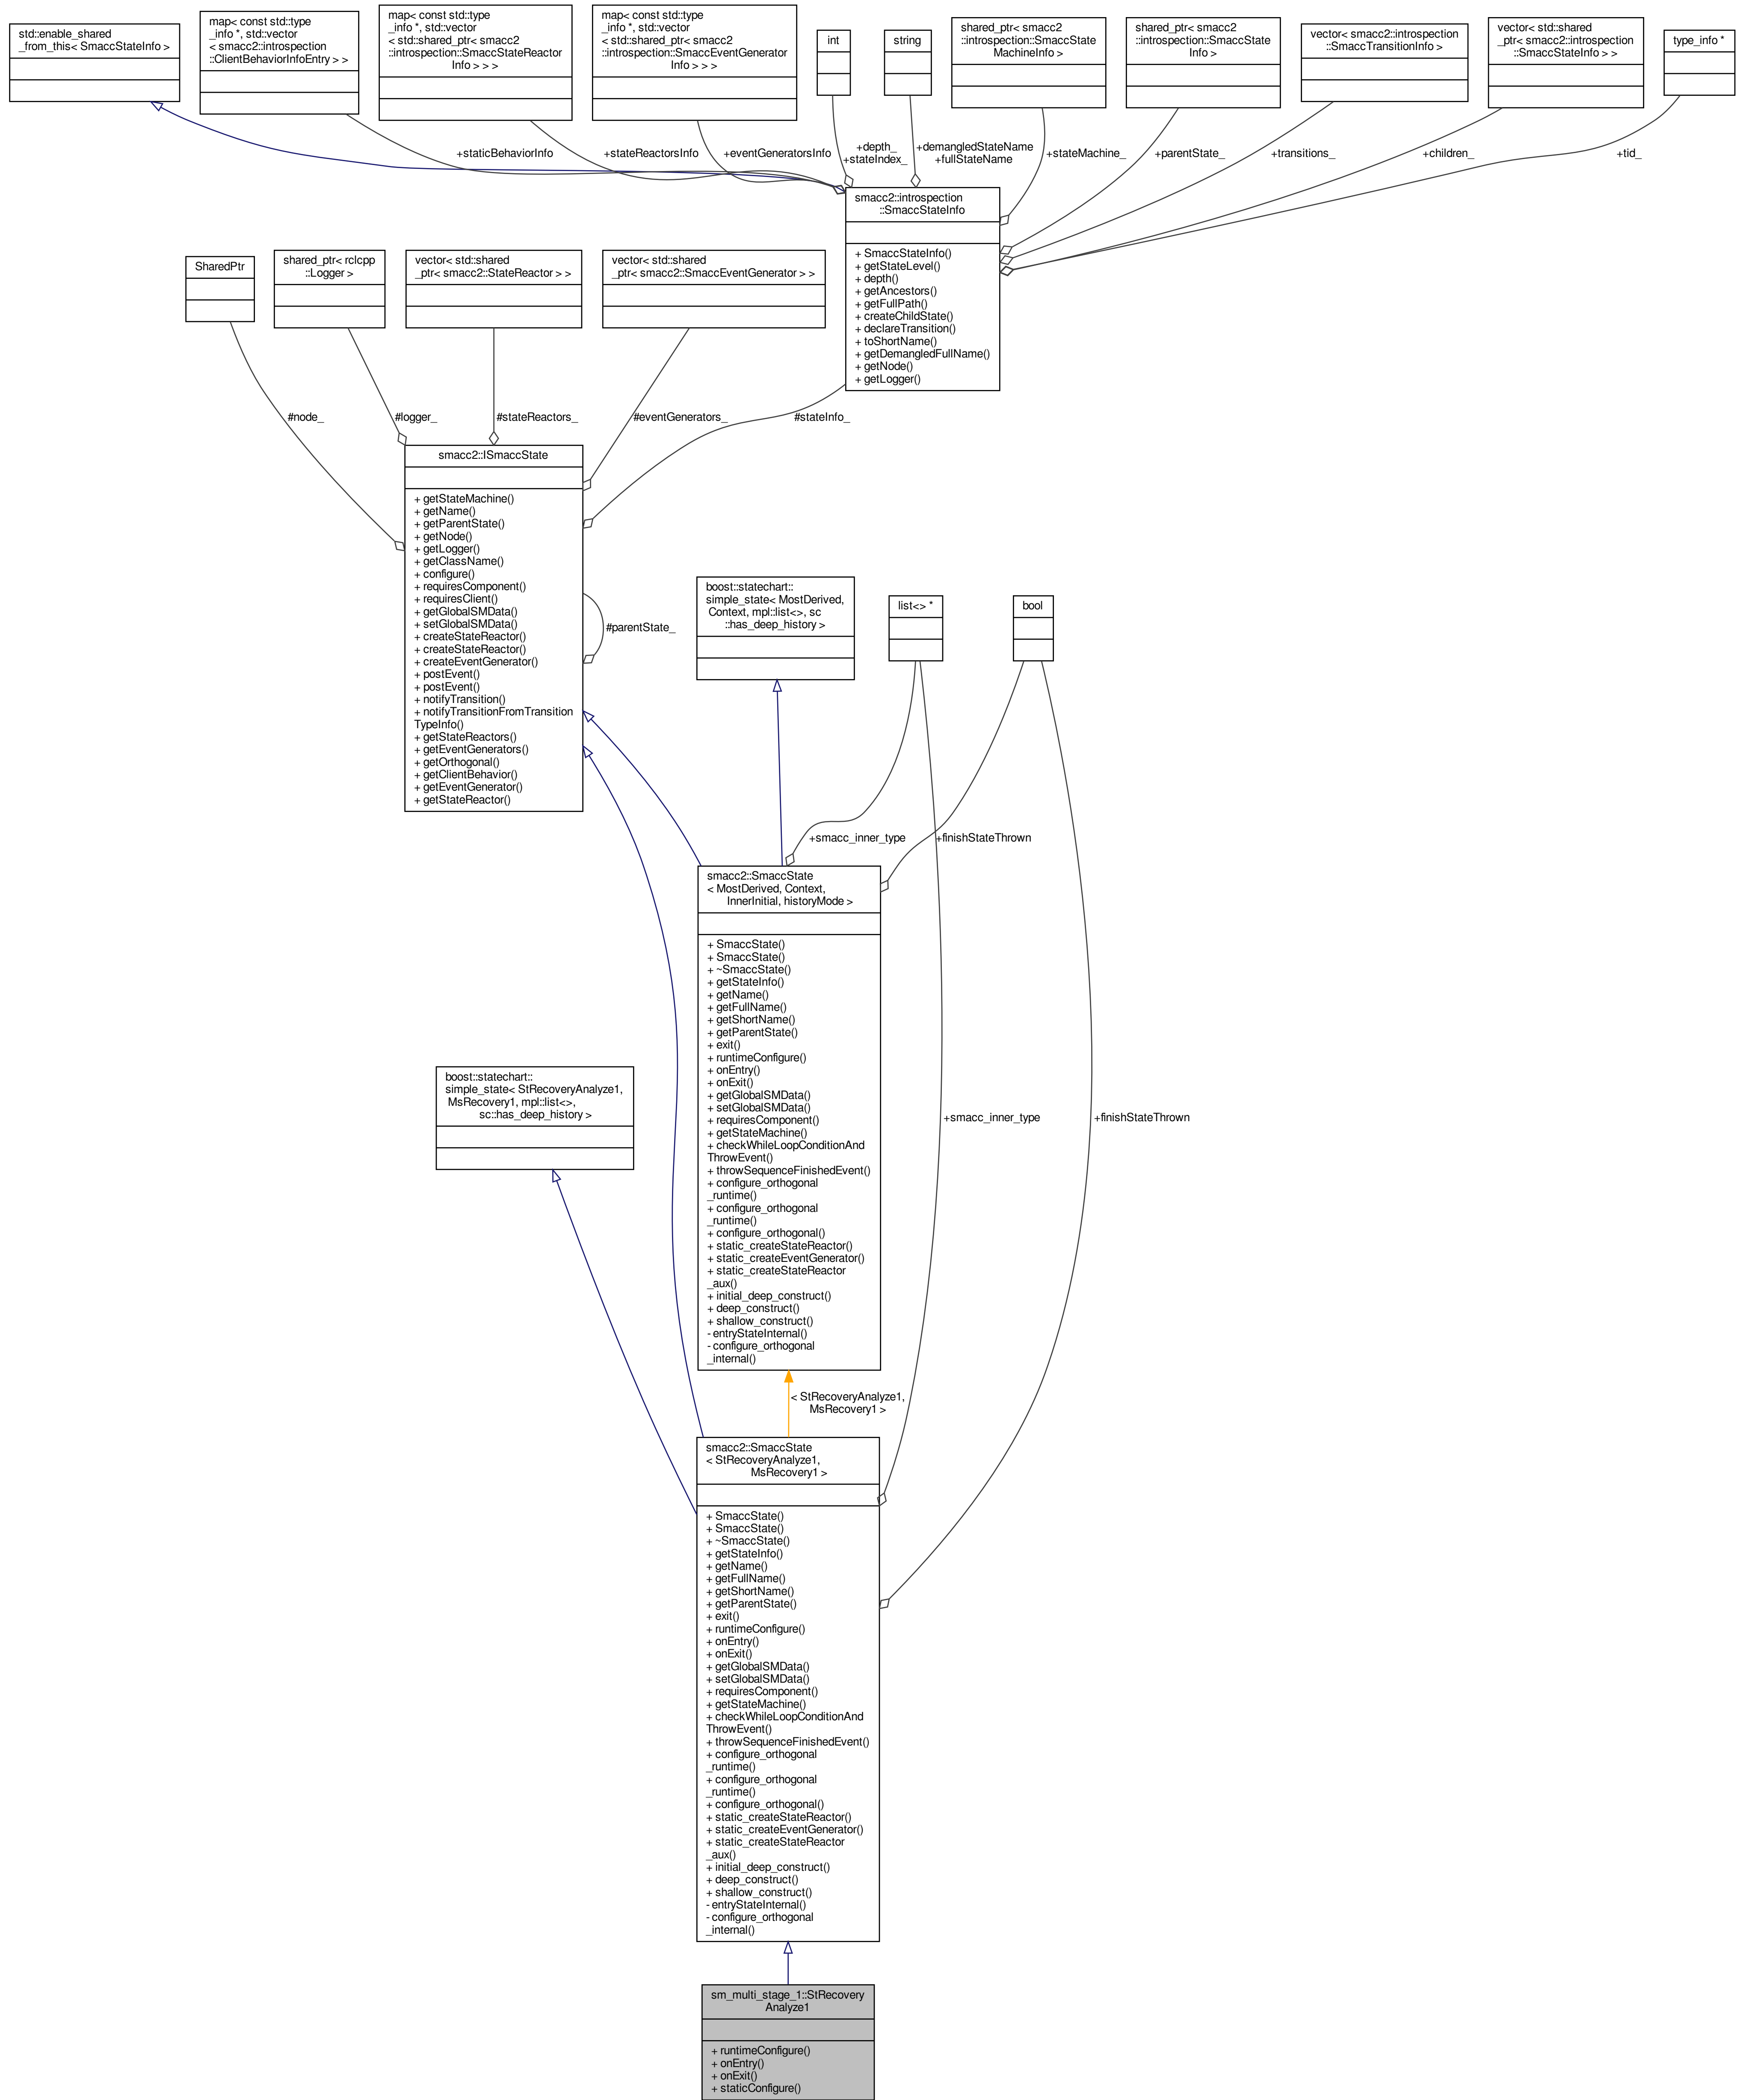 std::enable_shared
_from_this< SmaccStateInfo >
map< const std::type
_info *, std::vector
< smacc2::introspection
::ClientBehaviorInfoEntry > >
map< const std::type
_info *, std::vector
< std::shared_ptr< smacc2
::introspection::SmaccStateReactor
Info > > >
map< const std::type
_info *, std::vector
< std::shared_ptr< smacc2
::introspection::SmaccEventGenerator
Info > > >
int
string
shared_ptr< smacc2
::introspection::SmaccState
MachineInfo >
shared_ptr< smacc2
::introspection::SmaccState
Info >
vector< smacc2::introspection
::SmaccTransitionInfo >
vector< std::shared
_ptr< smacc2::introspection
::SmaccStateInfo > >
type_info *
+staticBehaviorInfo
+stateReactorsInfo
+eventGeneratorsInfo
+depth_
+stateIndex_
+demangledStateName
+fullStateName
+stateMachine_
+parentState_
+transitions_
+children_
+tid_
smacc2::introspection
::SmaccStateInfo
+ SmaccStateInfo()
+ getStateLevel()
+ depth()
+ getAncestors()
+ getFullPath()
+ createChildState()
+ declareTransition()
+ toShortName()
+ getDemangledFullName()
+ getNode()
+ getLogger()
SharedPtr
shared_ptr< rclcpp
::Logger >
vector< std::shared
_ptr< smacc2::StateReactor > >
vector< std::shared
_ptr< smacc2::SmaccEventGenerator > >
#node_
#logger_
#stateReactors_
#eventGenerators_
#stateInfo_
smacc2::ISmaccState
+ getStateMachine()
+ getName()
+ getParentState()
+ getNode()
+ getLogger()
+ getClassName()
+ configure()
+ requiresComponent()
+ requiresClient()
+ getGlobalSMData()
+ setGlobalSMData()
+ createStateReactor()
+ createStateReactor()
+ createEventGenerator()
+ postEvent()
+ postEvent()
+ notifyTransition()
+ notifyTransitionFromTransition
TypeInfo()
+ getStateReactors()
+ getEventGenerators()
+ getOrthogonal()
+ getClientBehavior()
+ getEventGenerator()
+ getStateReactor()
#parentState_
boost::statechart::
simple_state< MostDerived,
Context, mpl::list<>, sc
::has_deep_history >
list<> *
bool
+smacc_inner_type
+finishStateThrown
smacc2::SmaccState
< MostDerived, Context,
InnerInitial, historyMode >
+ SmaccState()
+ SmaccState()
+ ~SmaccState()
+ getStateInfo()
+ getName()
+ getFullName()
+ getShortName()
+ getParentState()
+ exit()
+ runtimeConfigure()
+ onEntry()
+ onExit()
+ getGlobalSMData()
+ setGlobalSMData()
+ requiresComponent()
+ getStateMachine()
+ checkWhileLoopConditionAnd
ThrowEvent()
+ throwSequenceFinishedEvent()
+ configure_orthogonal
_runtime()
+ configure_orthogonal
_runtime()
+ configure_orthogonal()
+ static_createStateReactor()
+ static_createEventGenerator()
+ static_createStateReactor
_aux()
+ initial_deep_construct()
+ deep_construct()
+ shallow_construct()
- entryStateInternal()
- configure_orthogonal
_internal()
boost::statechart::
simple_state< StRecoveryAnalyze1,
MsRecovery1, mpl::list<>,
sc::has_deep_history >
+smacc_inner_type
+finishStateThrown
< StRecoveryAnalyze1,
MsRecovery1 >
smacc2::SmaccState
< StRecoveryAnalyze1,
MsRecovery1 >
+ SmaccState()
+ SmaccState()
+ ~SmaccState()
+ getStateInfo()
+ getName()
+ getFullName()
+ getShortName()
+ getParentState()
+ exit()
+ runtimeConfigure()
+ onEntry()
+ onExit()
+ getGlobalSMData()
+ setGlobalSMData()
+ requiresComponent()
+ getStateMachine()
+ checkWhileLoopConditionAnd
ThrowEvent()
+ throwSequenceFinishedEvent()
+ configure_orthogonal
_runtime()
+ configure_orthogonal
_runtime()
+ configure_orthogonal()
+ static_createStateReactor()
+ static_createEventGenerator()
+ static_createStateReactor
_aux()
+ initial_deep_construct()
+ deep_construct()
+ shallow_construct()
- entryStateInternal()
- configure_orthogonal
_internal()
sm_multi_stage_1::StRecovery
Analyze1
+ runtimeConfigure()
+ onEntry()
+ onExit()
+ staticConfigure()